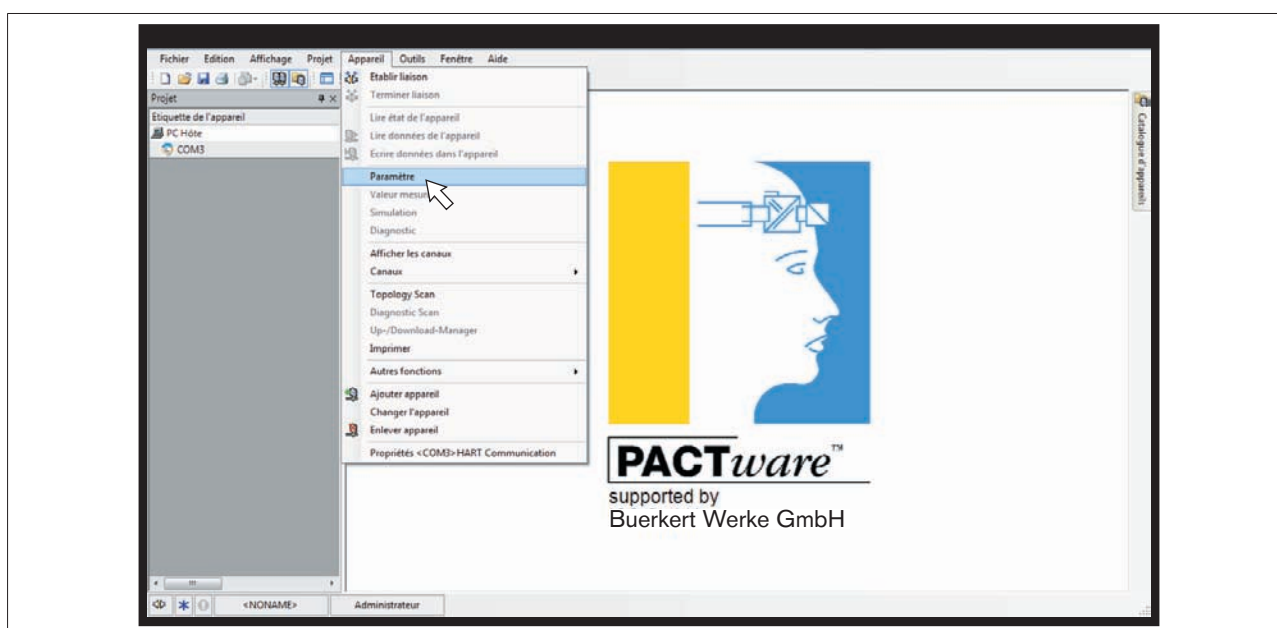 Fichier Edition Affichage Projet Appareil Outils Fenêtre Aide
Projet
Etiquette de l'appareil
PC Hôte
COM3
Etablir liaison
Terminer liaison
Lire état de l'appareil
Lire données de l'appareil
Ecrire données dans l'appareil
Paramètre
Valeur mesur
Simulation
Diagnostic
Afficher les canaux
Canaux
Topology Scan
Diagnostic Scan
Up-/Download-Manager
Imprimer
Autres fonctions
Ajouter appareil
Changer l'appareil
Enlever appareil
Propriétés <COM3> HART Communication
Catalogue d'appareils
PACTware™
supported by
Buerkert Werke GmbH
<NONAME> Administrateur